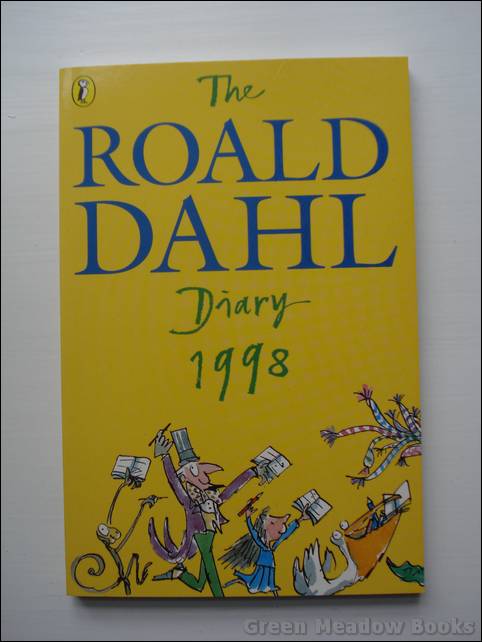 The
ROALD
DAHL
Diary
1998
Green Meadow Books